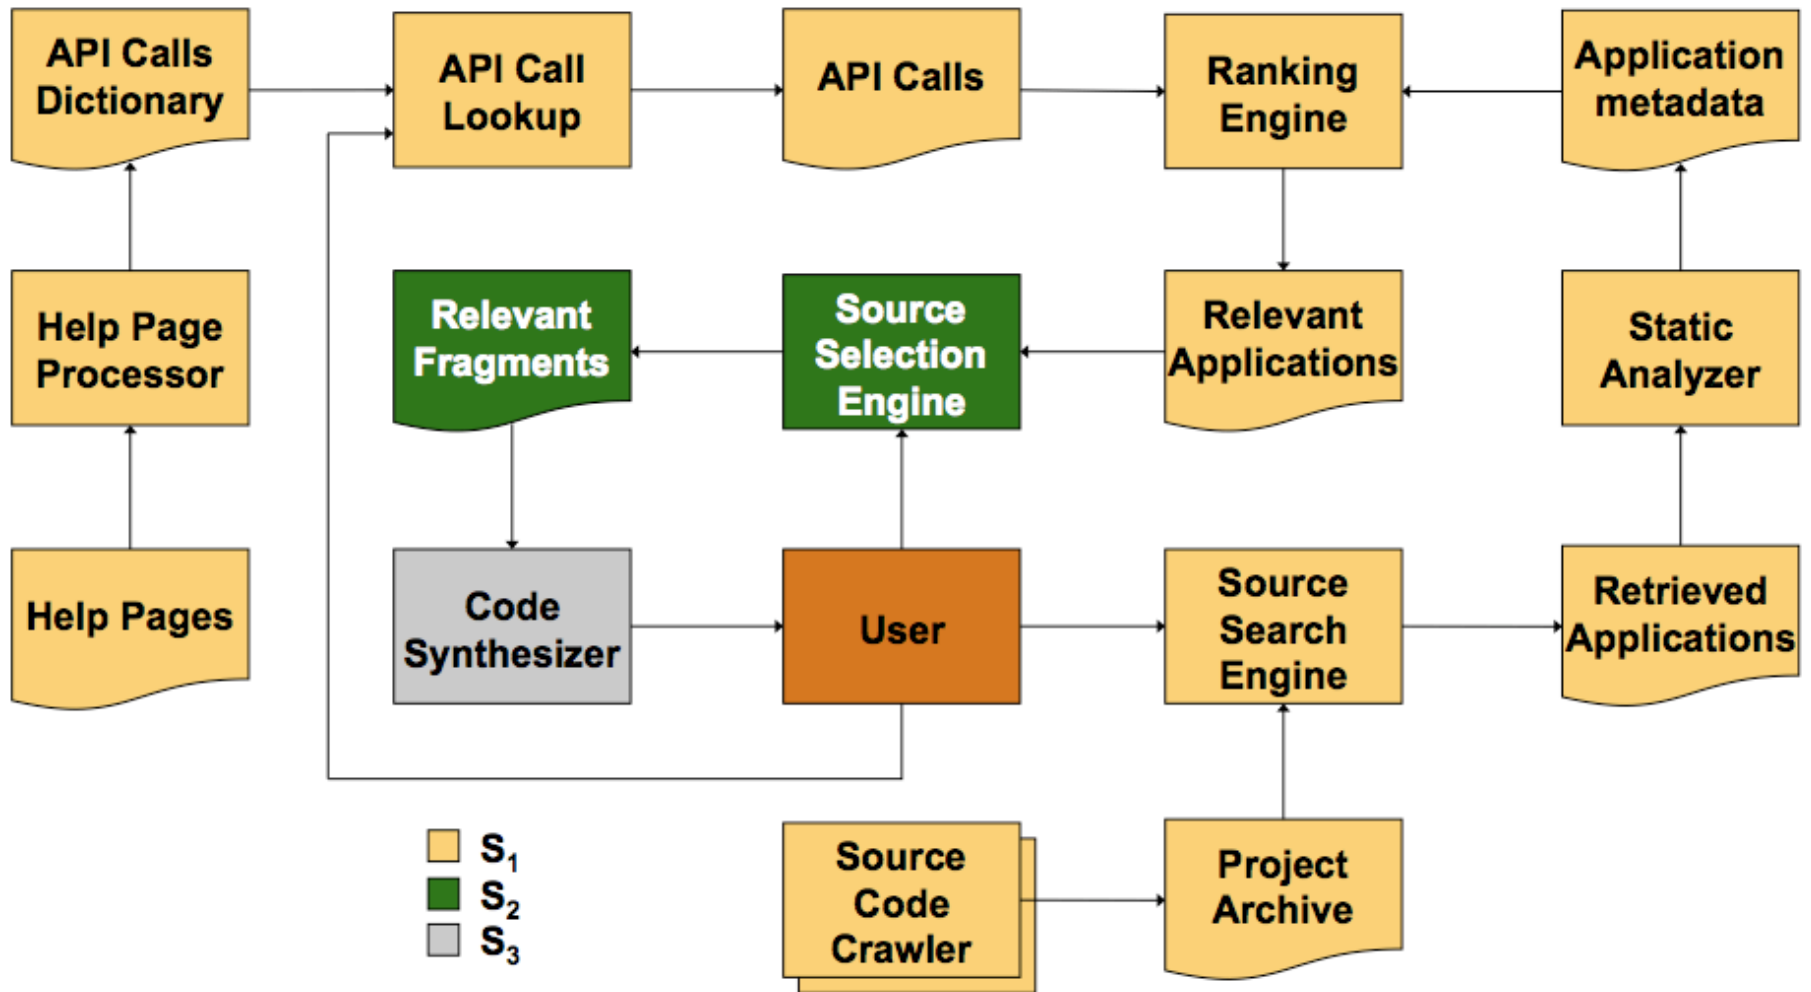 API Calls
Dictionary
API Call
Lookup
API Calls
Ranking
Engine
Application
metadata
Help Page
Processor
Relevant
Fragments
Source
Selection
Engine
Relevant
Applications
Static
Analyzer
Help Pages
Code
Synthesizer
User
Source
Search
Engine
Retrieved
Applications
S1
S2
S3
Source
Code
Crawler
Project
Archive